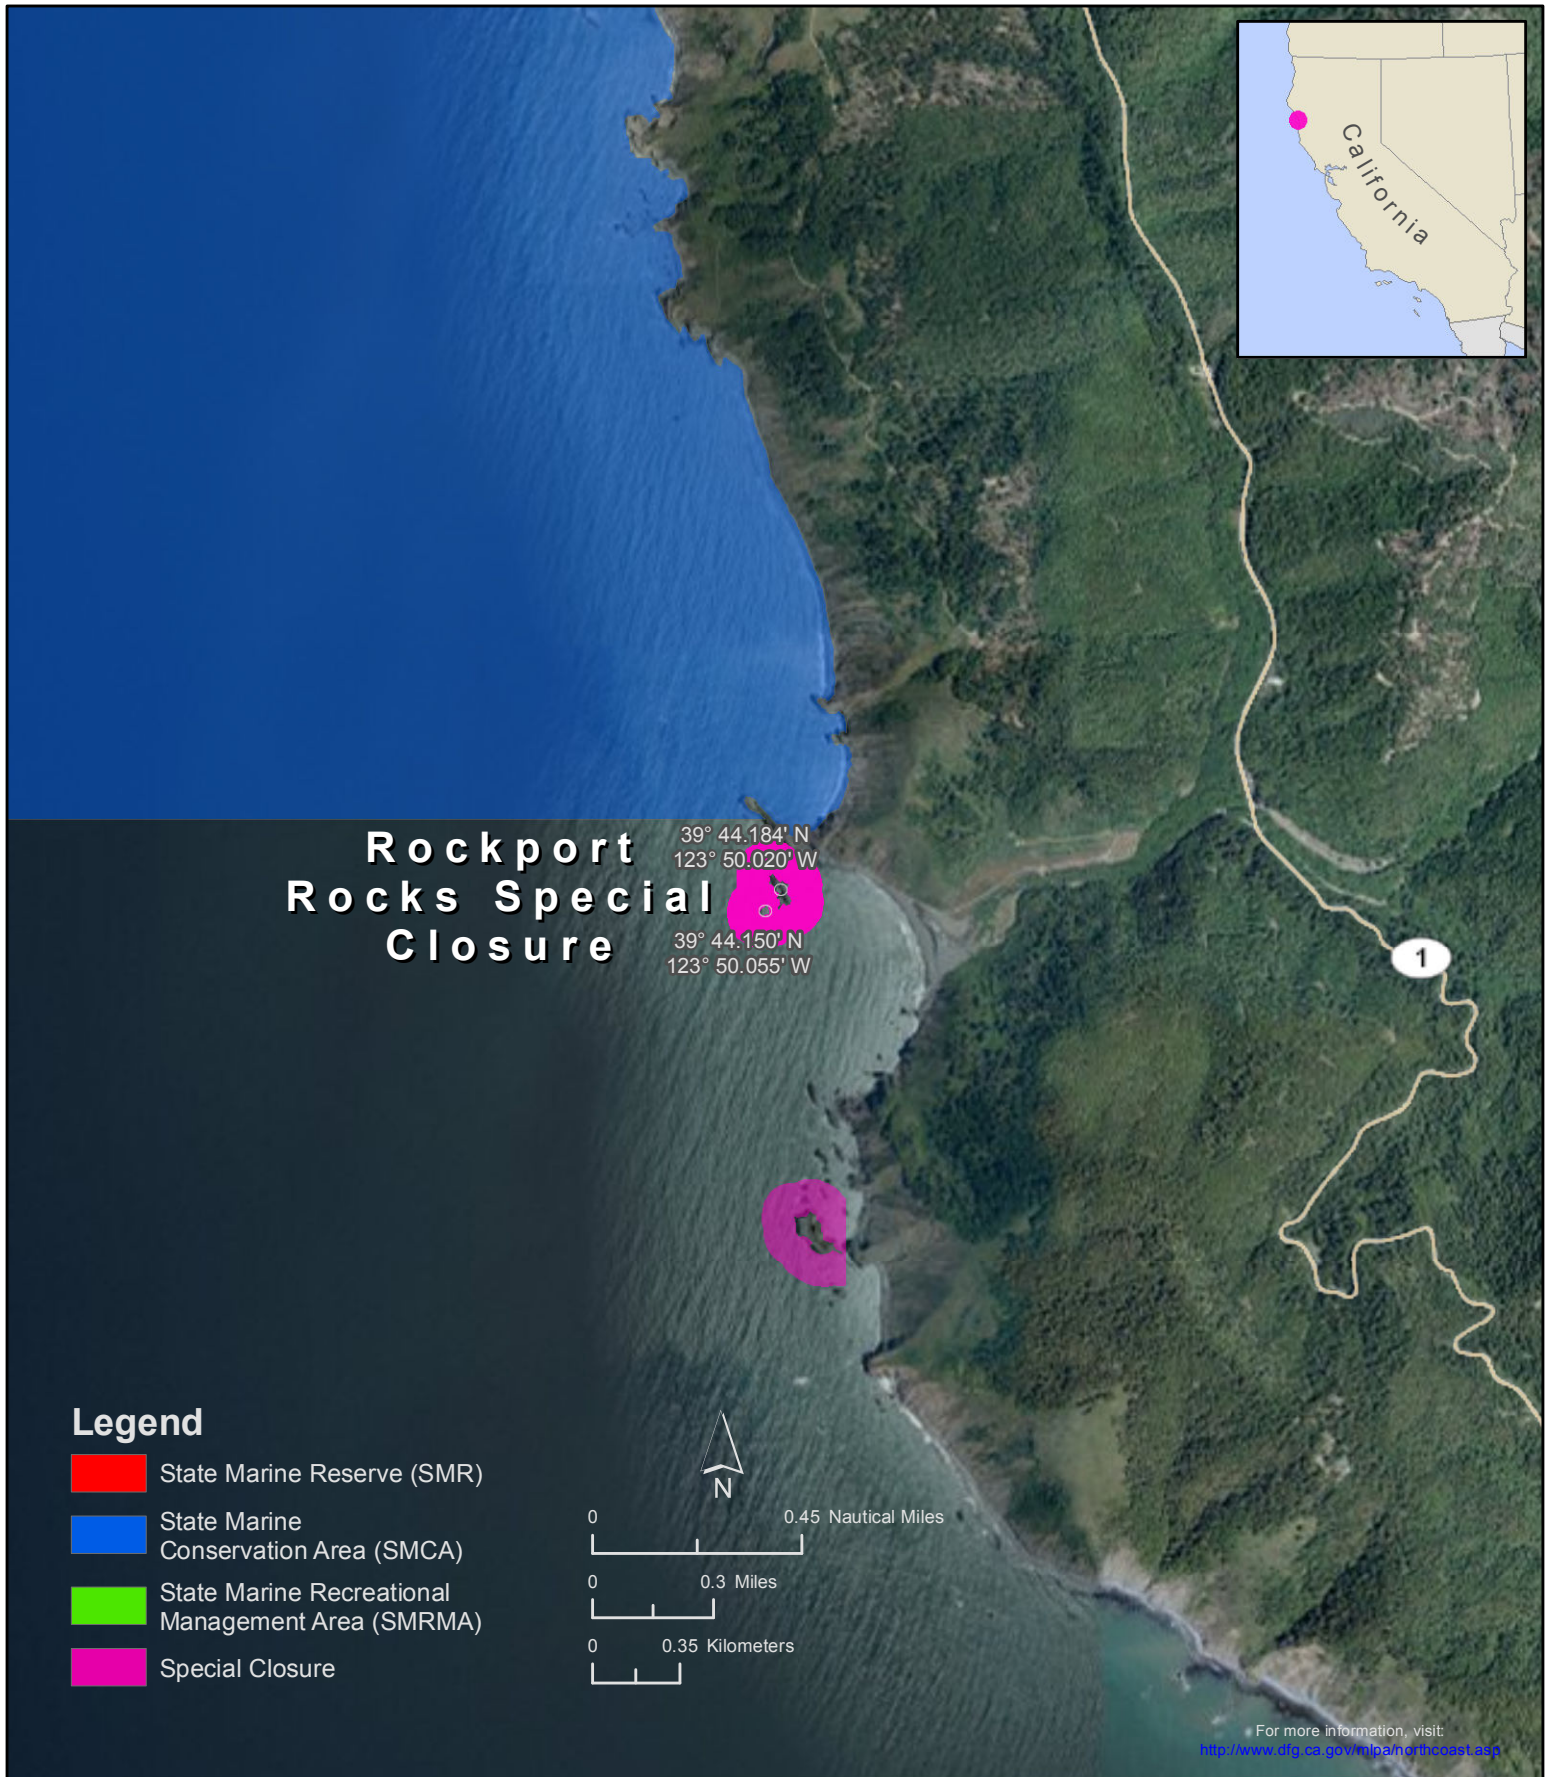 California
Rockport
Rocks Special
Closure
39° 44.184' N
123° 50.020' W
39° 44.150' N
123° 50.055' W
1
Legend
State Marine Reserve (SMR)
State Marine
Conservation Area (SMCA)
State Marine Recreational
Management Area (SMRMA)
Special Closure
N
0 0.45 Nautical Miles
0 0.3 Miles
0 0.35 Kilometers
For more information, visit:
http://www.dfg.ca.gov/mlpa/northcoast.asp